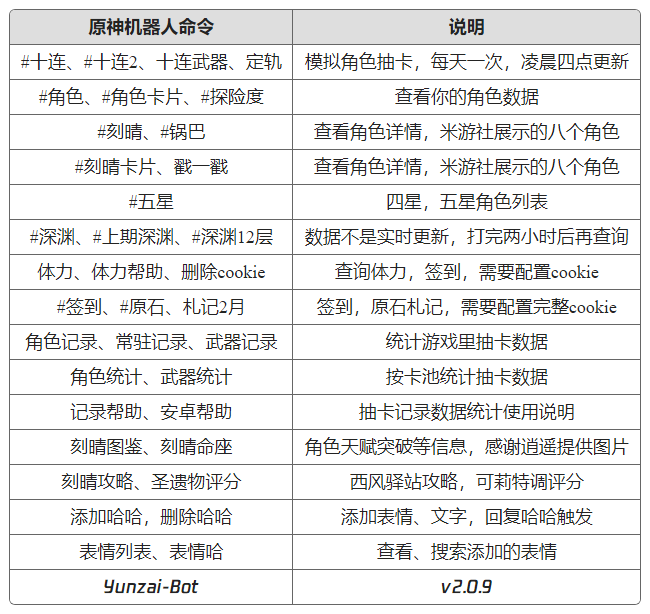 原神机器人命令 说明
#十连、#十连2、十连武器、定轨 模拟角色抽卡，每天一次，凌晨四点更新
#角色、#角色卡片、#探险度 查看你的角色数据
#刻晴、#锅巴 查看角色详情，米游社展示的八个角色
#刻晴卡片、戳一戳 查看角色详情，米游社展示的八个角色
#五星 四星，五星角色列表
#深渊、#上期深渊、#深渊12层 数据不是实时更新，打完两小时后再查询
体力、体力帮助、删除cookie 查询体力，签到，需要配置cookie
#签到、#原石、札记2月 签到，原石札记，需要配置完整cookie
角色记录、常驻记录、武器记录 统计游戏里抽卡数据
角色统计、武器统计 按卡池统计抽卡数据
记录帮助、安卓帮助 抽卡记录数据统计使用说明
刻晴图鉴、刻晴命座 角色天赋突破等信息，感谢逍遥提供图片
刻晴攻略、圣遗物评分 西风驿站攻略，可莉特调评分
添加哈哈，删除哈哈 添加表情、文字，回复哈哈触发
表情列表、表情哈 查看、搜索添加的表情
Yunzai-Bot v2.0.9